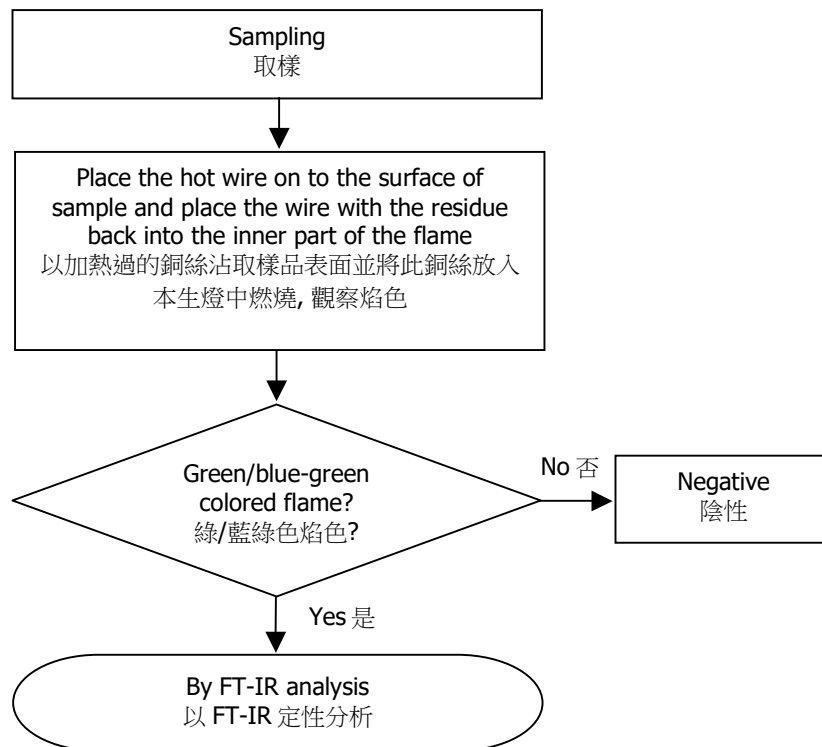 Sampling
取樣
Place the hot wire on to the surface of
sample and place the wire with the residue
back into the inner part of the flame
以加熱過的銅絲沾取樣品表面並將此銅絲放入
本生燈中燃燒, 觀察焰色
Green/blue-green
colored flame?
綠/藍綠色焰色?
No 否
Negative
陰性
Yes 是
By FT-IR analysis
以 FT-IR 定性分析